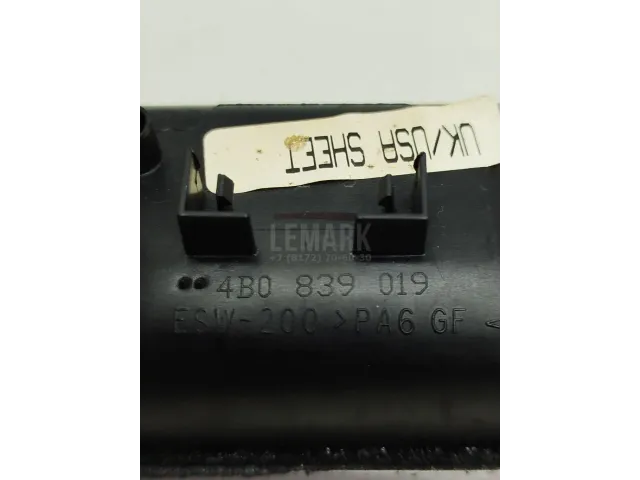 UK/USA SHEET
LEMARK
4B0 839 019
ESW-200 >PA6 GF <